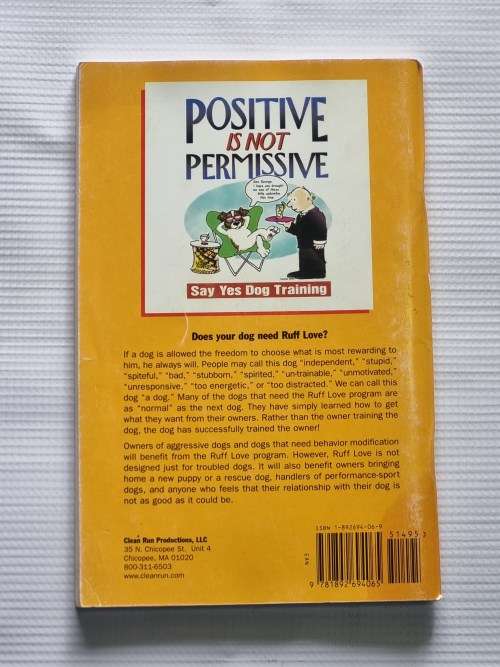 POSITIVE
IS NOT
PERMISSIVE
Say Yes Dog Training
Does your dog need Ruff Love?
If a dog is allowed the freedom to choose what is most rewarding to
him, he always will. People may call this dog “independent,” “stupid,”
“spiteful,” “bad,” “stubborn.” “spirited,” “un-trainable,” “unmotivated,”
“unresponsive,” “too energetic,” or “too distracted.” We can call this
dog “a dog.” Many of the dogs that need the Ruff Love program are
as “normal” as the next dog. They have simply learned how to get
what they want from their owners. Rather than the owner training the
dog, the dog has successfully trained the owner!
Owners of aggressive dogs and dogs that need behavior modification
will benefit from the Ruff Love program. However, Ruff Love is not
designed just for troubled dogs. It will also benefit owners bringing
home a new puppy or a rescue dog, handlers of performance-sport
dogs, and anyone who feels that their relationship with their dog is
not as good as it could be.
Clean Run Productions, LLC
35 N. Chicopee St. Unit 4
Chicopee, MA 01020
800-311-6503
www.cleanrun.com
ISBN 1-892694-06-9
51495
EAN
9 781892 694065